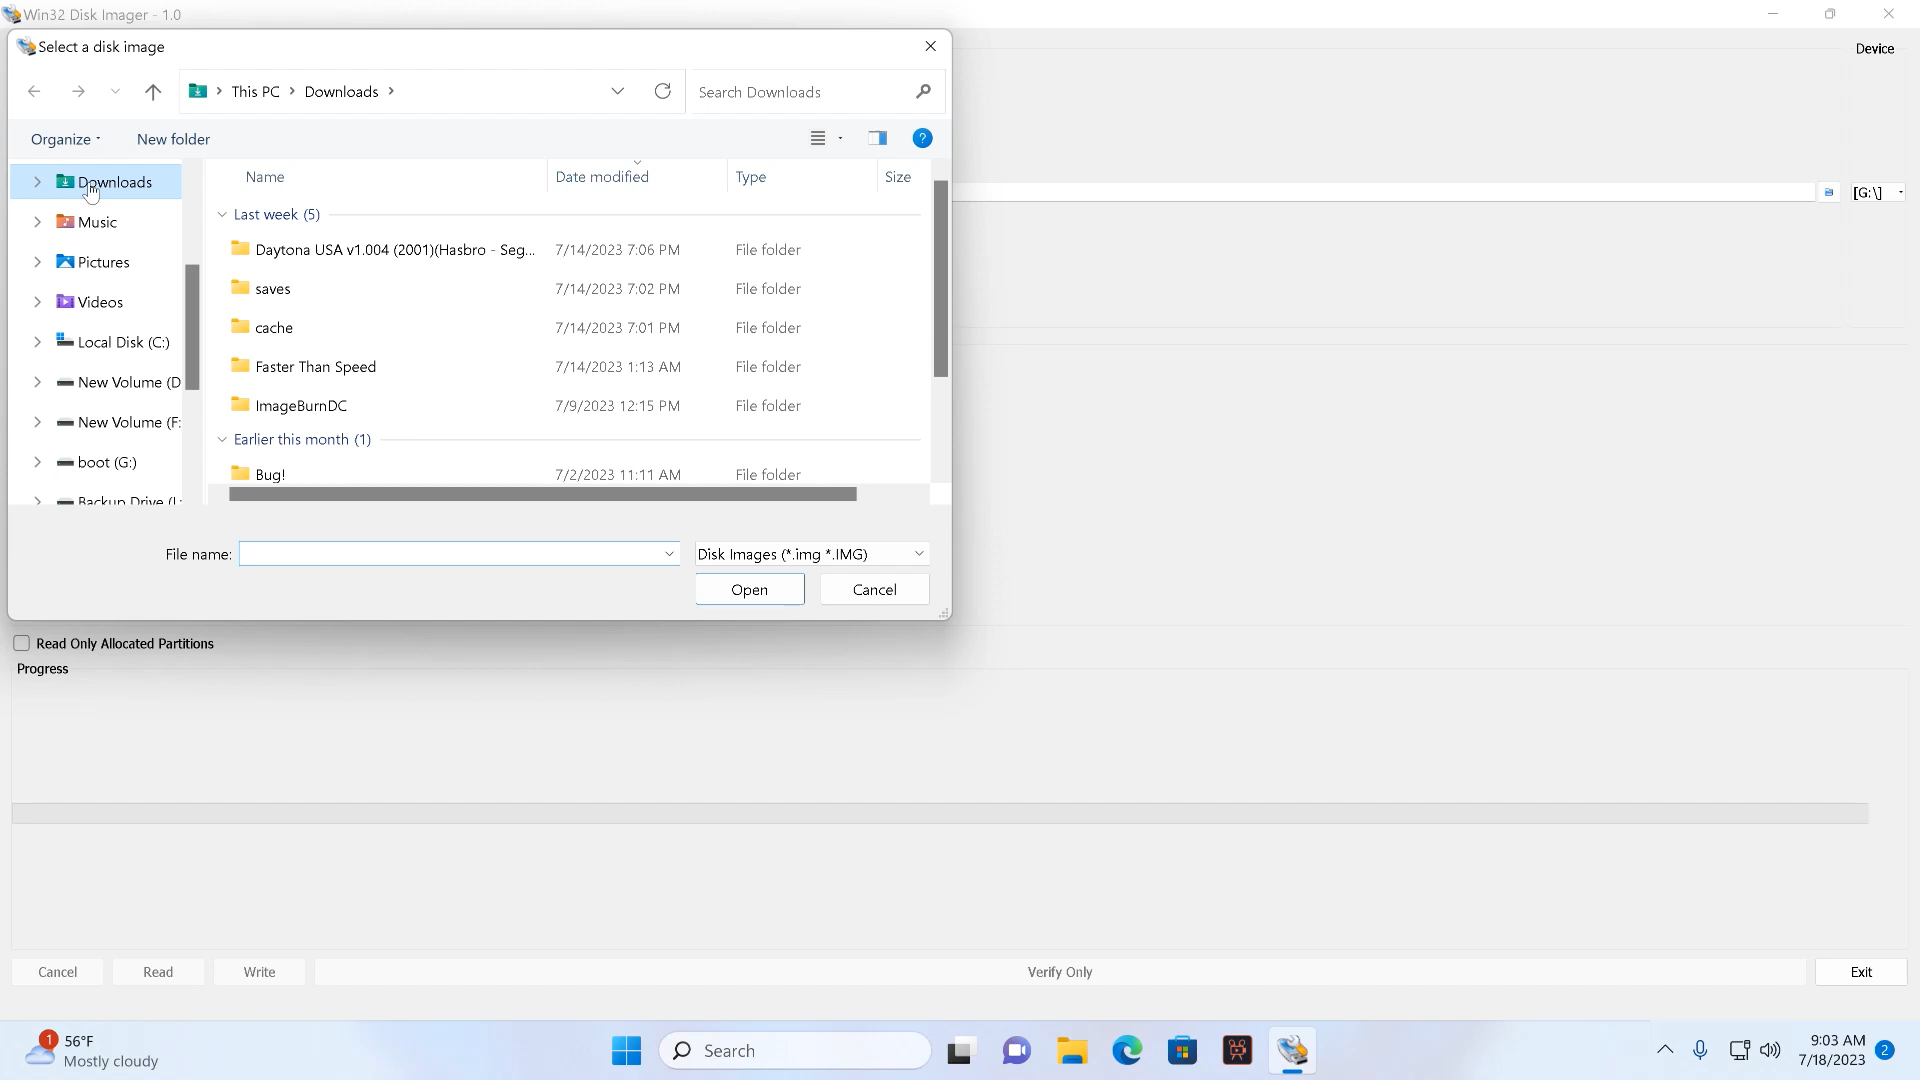 Win32 Disk Imager - 1.0
Select a disk image
Device
This PC > Downloads >
Search Downloads
Organize
New folder
Name
Date modified
Type
Size
Downloads
Music
Pictures
Videos
Local Disk (C:)
New Volume (D
New Volume (F:
boot (G:)
Backup Drive (L:
Last week (5)
Daytona USA v1.004 (2001)(Hasbro - Seg... 7/14/2023 7:06 PM File folder
saves 7/14/2023 7:02 PM File folder
cache 7/14/2023 7:01 PM File folder
Faster Than Speed 7/14/2023 1:13 AM File folder
ImageBurnDC 7/9/2023 12:15 PM File folder
Earlier this month (1)
Bug! 7/2/2023 11:11 AM File folder
[G:\]
File name:
Disk Images (*.img *.IMG)
Open
Cancel
Read Only Allocated Partitions
Progress
Cancel
Read
Write
Verify Only
Exit
1
56°F
Mostly cloudy
Search
9:03 AM
7/18/2023
2